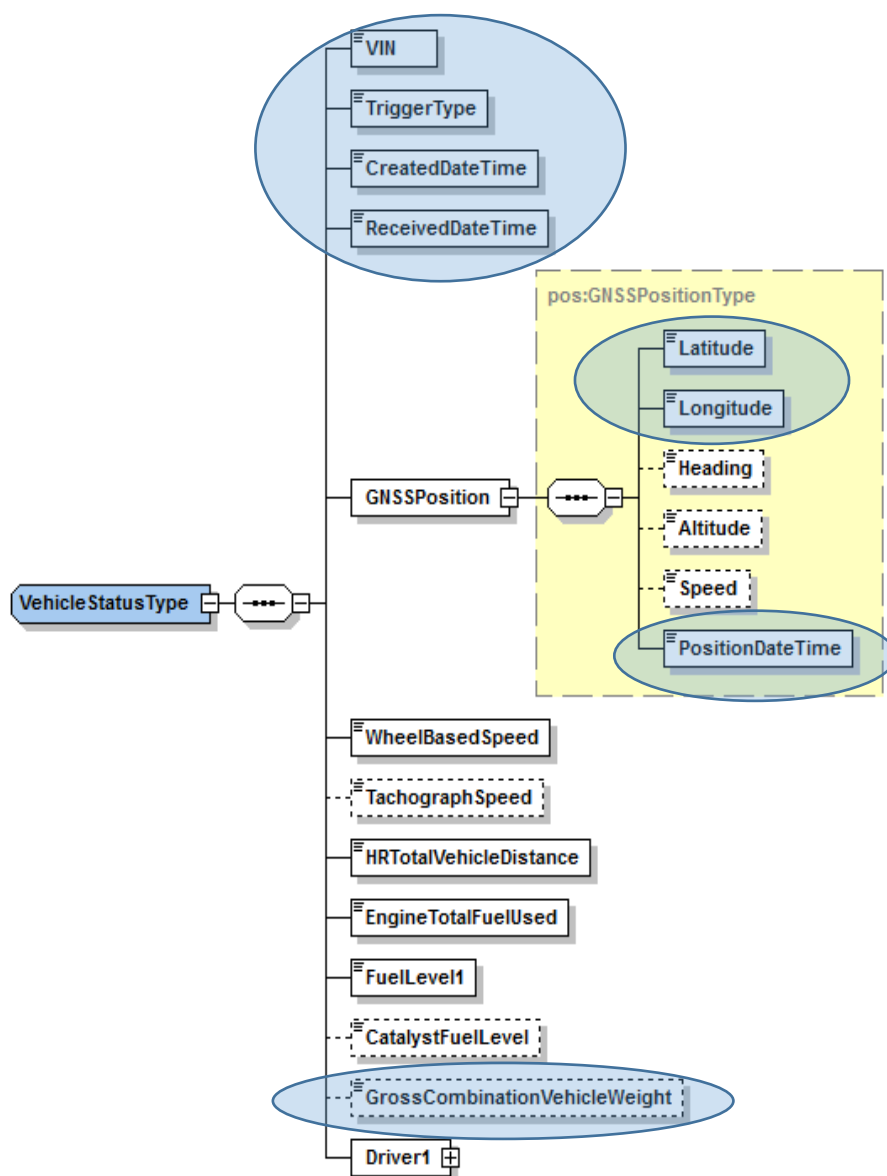 VIN
TriggerType
CreatedDateTime
ReceivedDateTime
pos:GNSSPositionType
Latitude
Longitude
Heading
GNSSPosition
Altitude
Speed
VehicleStatusType
PositionDateTime
WheelBasedSpeed
TachographSpeed
HRTotalVehicleDistance
EngineTotalFuelUsed
FuelLevel1
CatalystFuelLevel
GrossCombinationVehicleWeight
Driver1